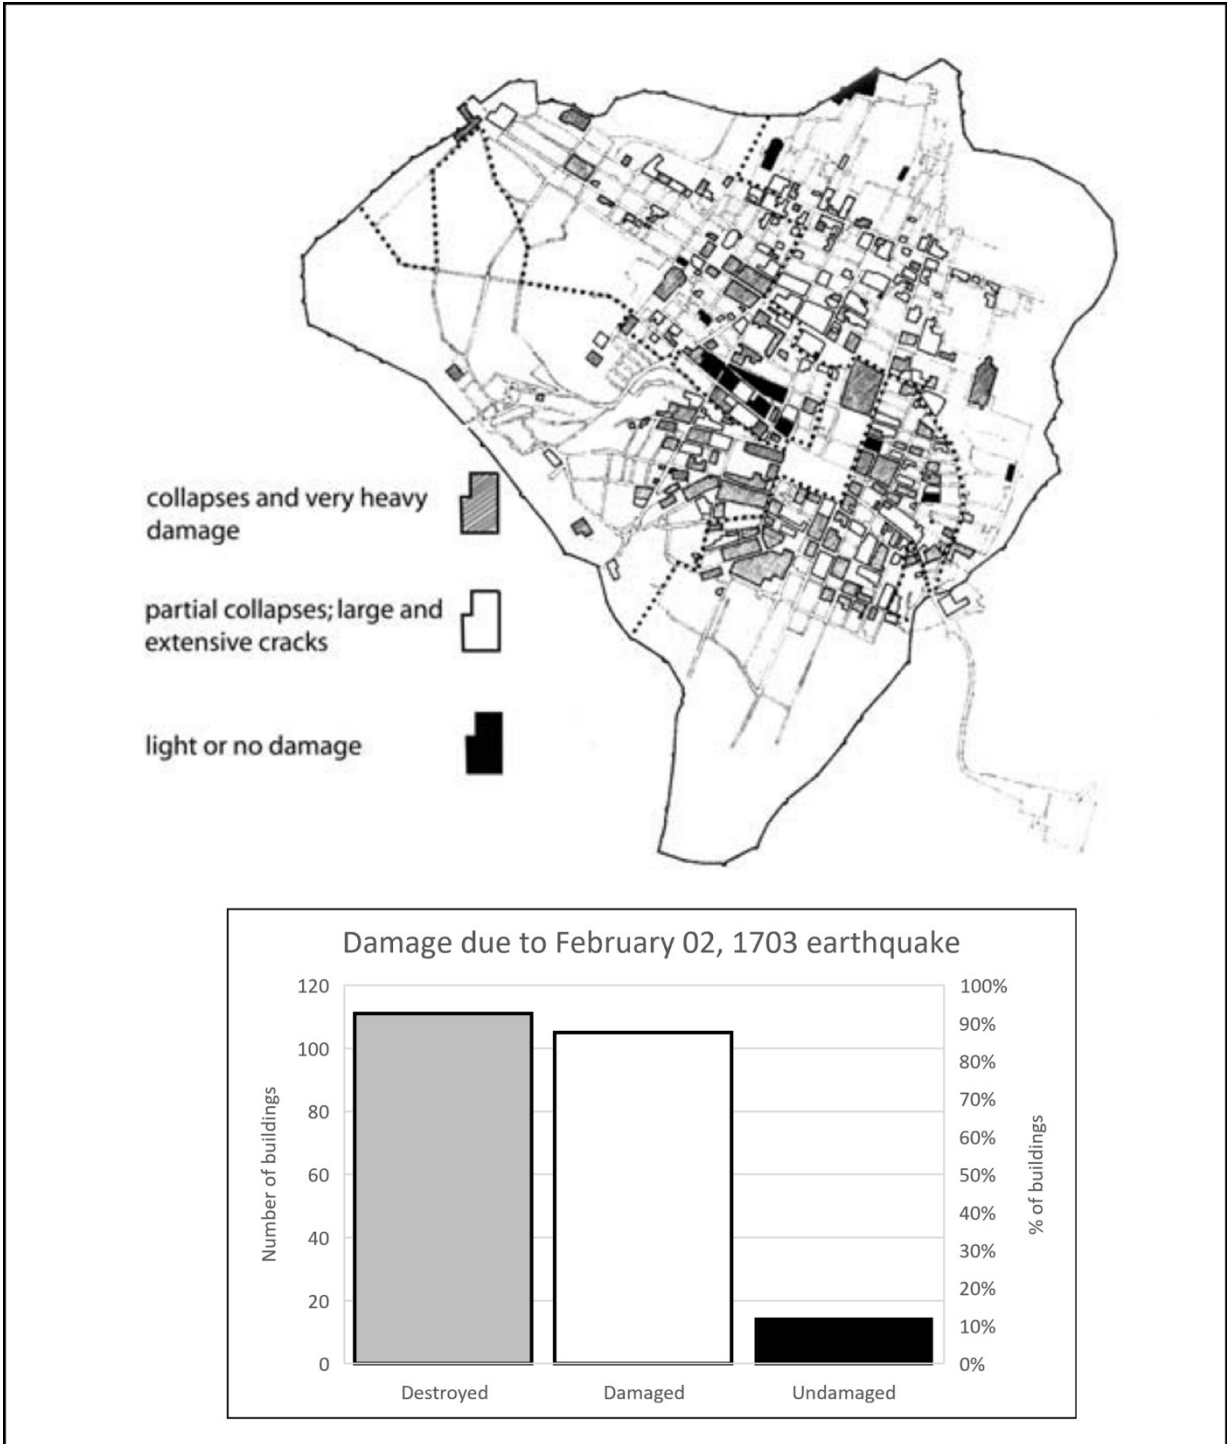 collapses and very heavy
damage
partial collapses; large and
extensive cracks
light or no damage
Damage due to February 02, 1703 earthquake
120
100
80
60
40
20
0
Number of buildings
100%
90%
80%
70%
60%
50%
40%
30%
20%
10%
0%
% of buildings
Destroyed
Damaged
Undamaged